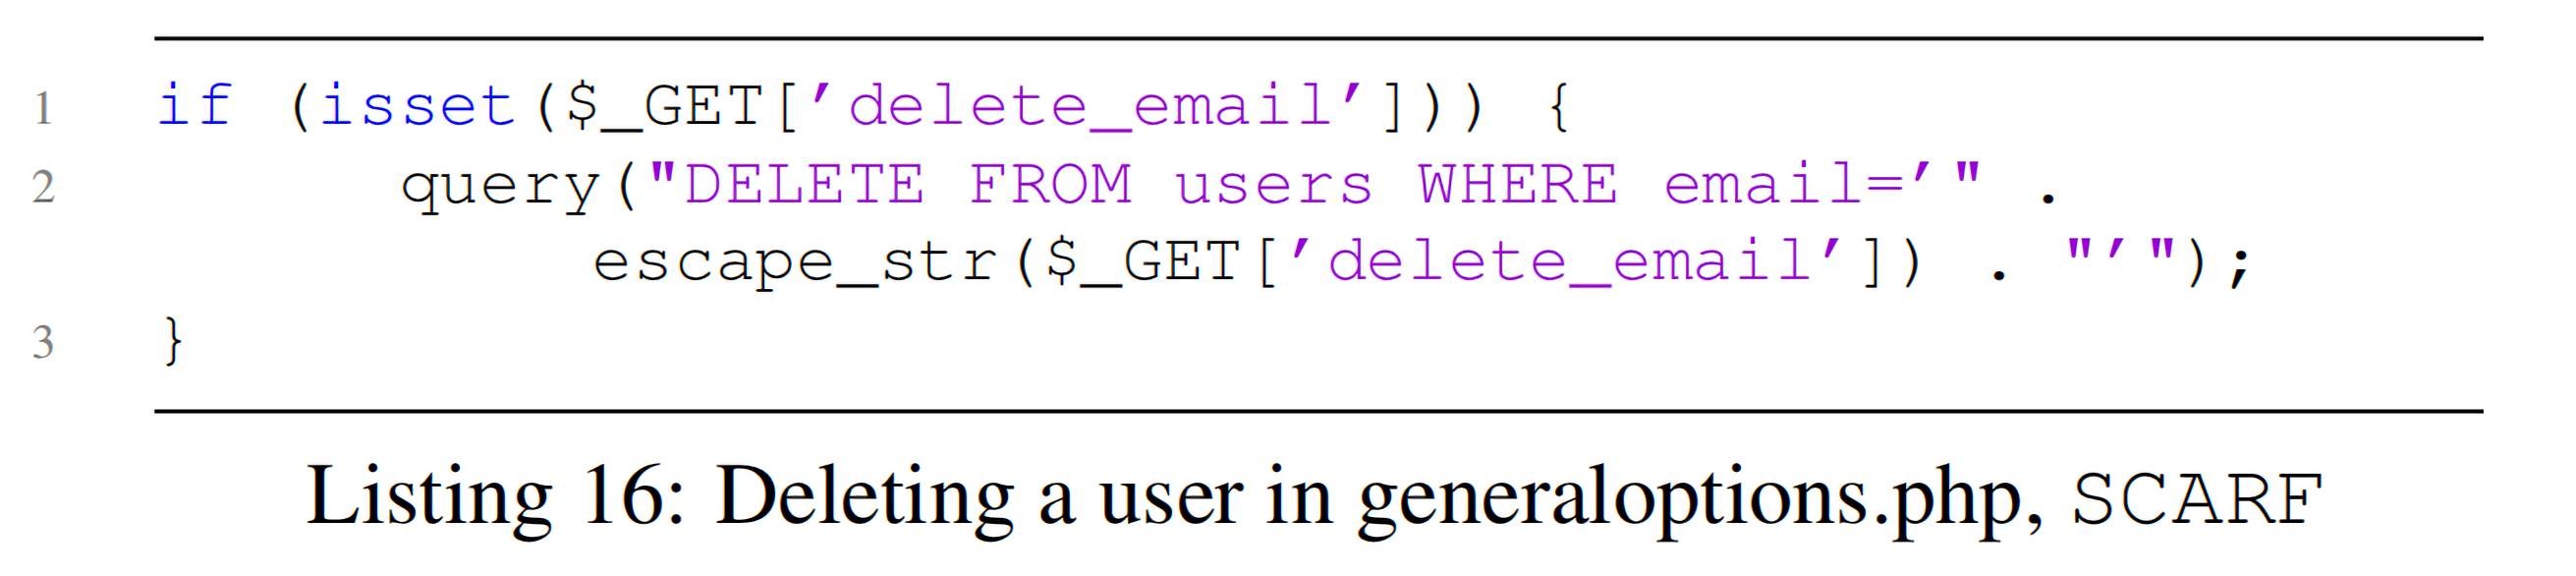 1 if (isset($_GET['delete_email'])) {
2 query("DELETE FROM users WHERE email='" .
escape_str($_GET['delete_email']) . "'");
3 }
Listing 16: Deleting a user in generaloptions.php, SCARF